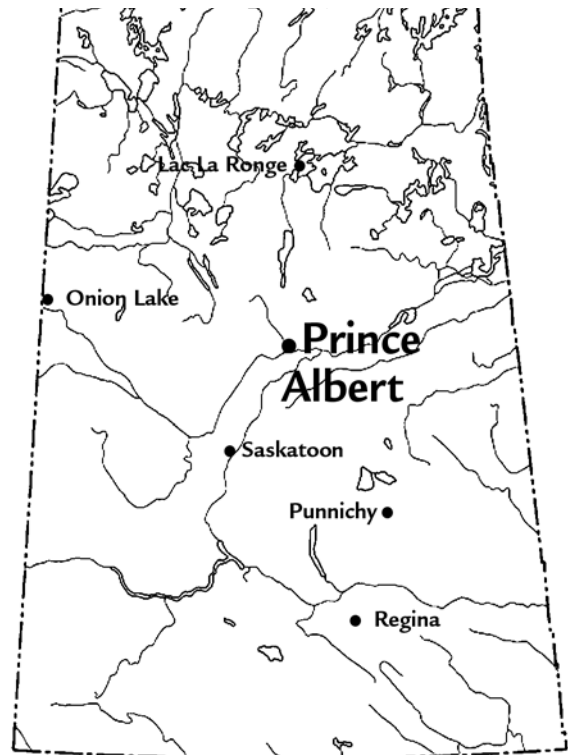 Lac La Ronge
Onion Lake
Prince
Albert
Saskatoon
Punnichy
Regina